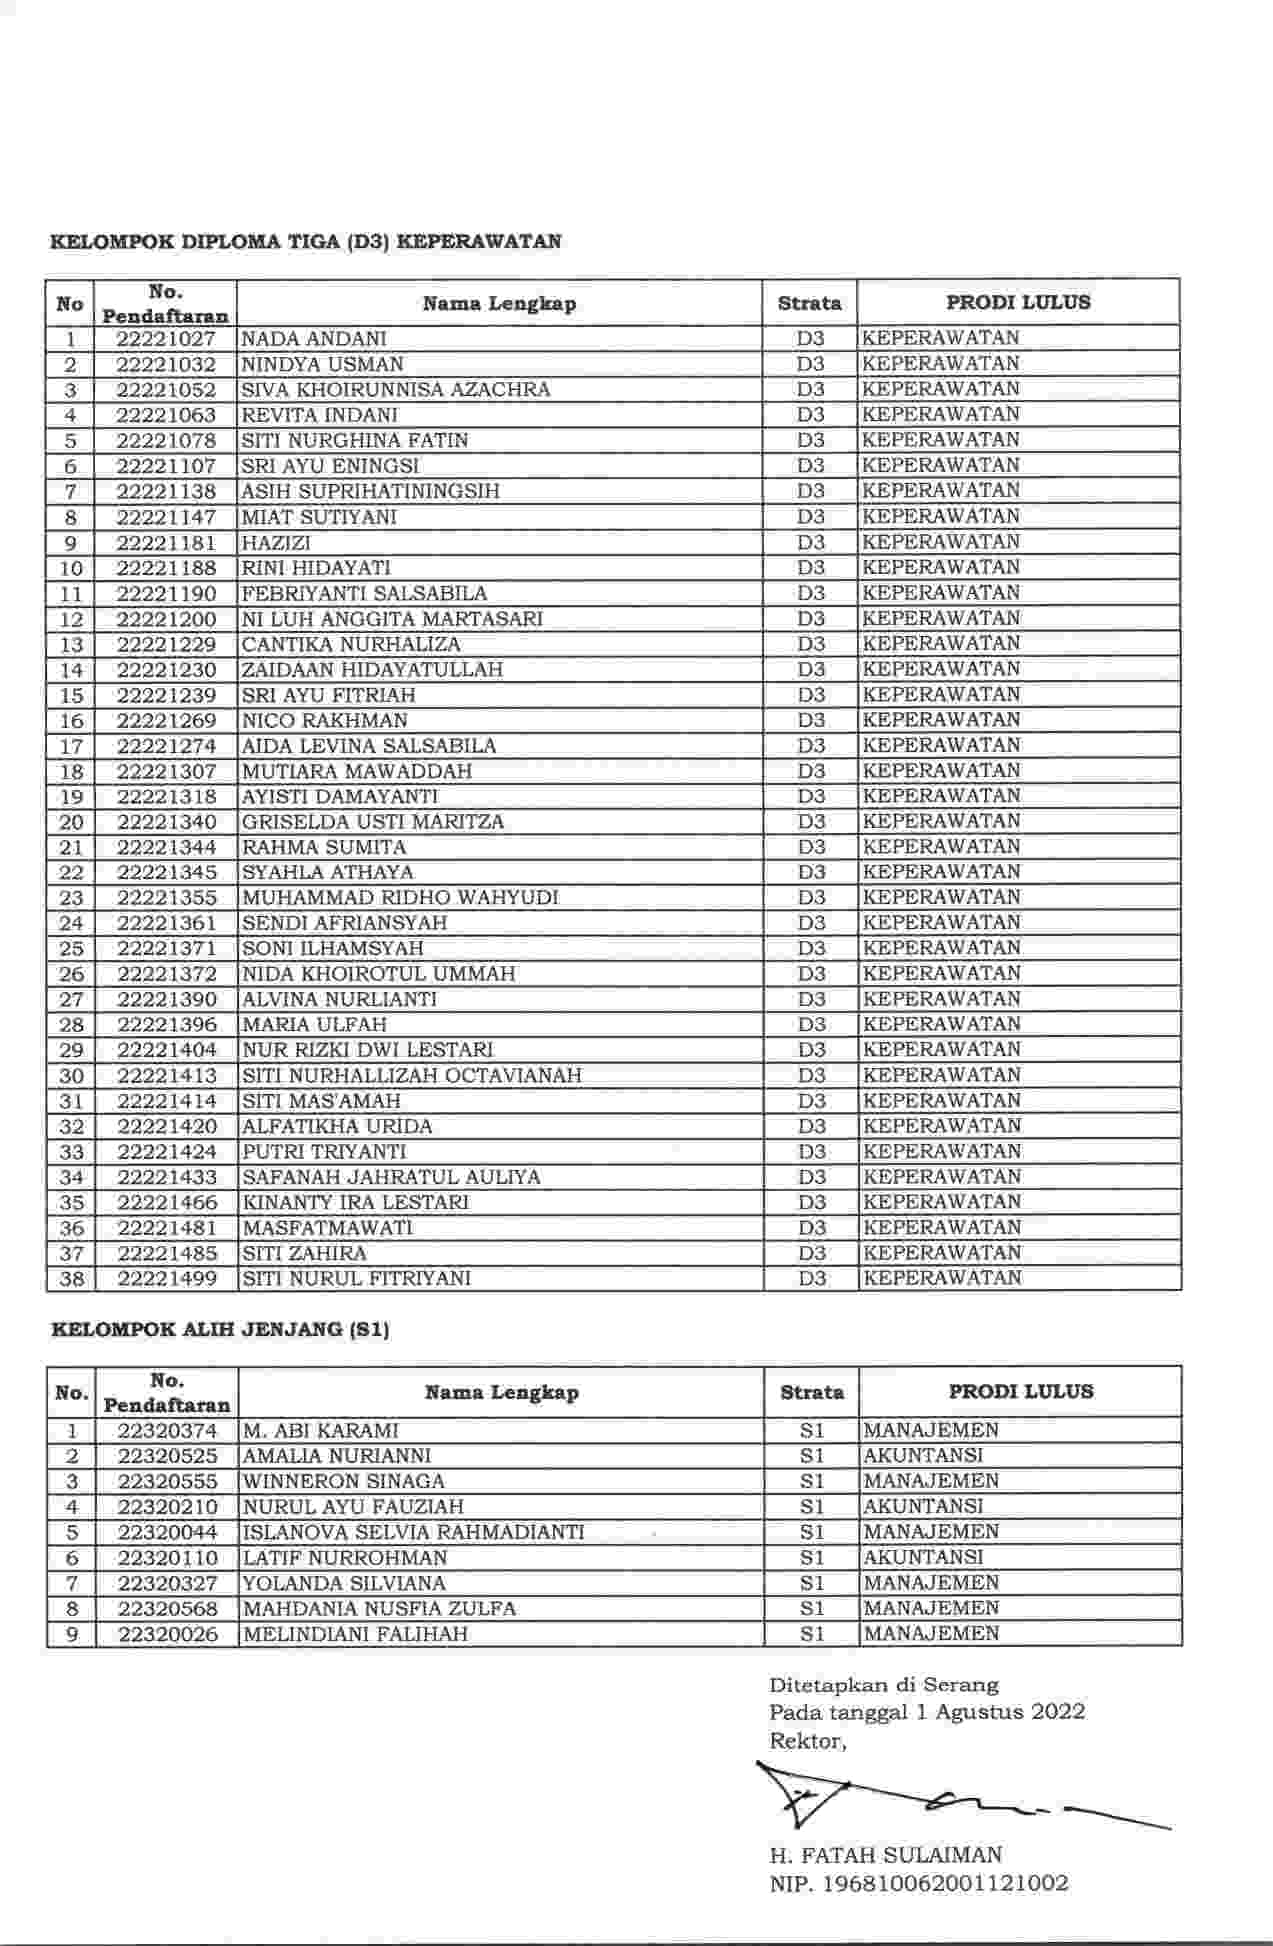 KELOMPOK DIPLOMA TIGA (D3) KEPERAWATAN
No No. Pendaftaran Nama Lengkap Strata PRODI LULUS
1 22221027 NADA ANDANI D3 KEPERAWATAN
2 22221032 NINDYA USMAN D3 KEPERAWATAN
3 22221052 SIVA KHOIRUNNISA AZACHRA D3 KEPERAWATAN
4 22221063 REVITA INDANI D3 KEPERAWATAN
5 22221078 SITI NURGHINA FATIN D3 KEPERAWATAN
6 22221107 SRI AYU ENINGSI D3 KEPERAWATAN
7 22221138 ASIH SUPRIHATININGSIH D3 KEPERAWATAN
8 22221147 MIAT SUTIYANI D3 KEPERAWATAN
9 22221181 HAZIZI D3 KEPERAWATAN
10 22221188 RINI HIDAYATI D3 KEPERAWATAN
11 22221190 FEBRIYANTI SALSABILA D3 KEPERAWATAN
12 22221200 NI LUH ANGGITA MARTASARI D3 KEPERAWATAN
13 22221229 CANTIKA NURHALIZA D3 KEPERAWATAN
14 22221230 ZAIDAAN HIDAYATULLAH D3 KEPERAWATAN
15 22221239 SRI AYU FITRIAH D3 KEPERAWATAN
16 22221269 NICO RAKHMAN D3 KEPERAWATAN
17 22221274 AIDA LEVINA SALSABILA D3 KEPERAWATAN
18 22221307 MUTIARA MAWADDAH D3 KEPERAWATAN
19 22221318 AYISTI DAMAYANTI D3 KEPERAWATAN
20 22221340 GRISELDA USTI MARITZA D3 KEPERAWATAN
21 22221344 RAHMA SUMITA D3 KEPERAWATAN
22 22221345 SYAHLA ATHAYA D3 KEPERAWATAN
23 22221355 MUHAMMAD RIDHO WAHYUDI D3 KEPERAWATAN
24 22221361 SENDI AFRIANSYAH D3 KEPERAWATAN
25 22221371 SONI ILHAMSYAH D3 KEPERAWATAN
26 22221372 NIDA KHOIROTUL UMMAH D3 KEPERAWATAN
27 22221390 ALVINA NURLIANTI D3 KEPERAWATAN
28 22221396 MARIA ULFAH D3 KEPERAWATAN
29 22221404 NUR RIZKI DWI LESTARI D3 KEPERAWATAN
30 22221413 SITI NURHALLIZAH OCTAVIANAH D3 KEPERAWATAN
31 22221414 SITI MAS'AMAH D3 KEPERAWATAN
32 22221420 ALFATIKHA URIDA D3 KEPERAWATAN
33 22221424 PUTRI TRIYANTI D3 KEPERAWATAN
34 22221433 SAFANAH JAHRATUL AULIYA D3 KEPERAWATAN
35 22221466 KINANTY IRA LESTARI D3 KEPERAWATAN
36 22221481 MASFATMAWATI D3 KEPERAWATAN
37 22221485 SITI ZAHIRA D3 KEPERAWATAN
38 22221499 SITI NURUL FITRIYANI D3 KEPERAWATAN
KELOMPOK ALIH JENJANG (S1)
No. No. Pendaftaran Nama Lengkap Strata PRODI LULUS
1 22320374 M. ABI KARAMI S1 MANAJEMEN
2 22320525 AMALIA NURIANNI S1 AKUNTANSI
3 22320555 WINNERON SINAGA S1 MANAJEMEN
4 22320210 NURUL AYU FAUZIAH S1 AKUNTANSI
5 22320044 ISLANOVA SELVIA RAHMADIANTI S1 MANAJEMEN
6 22320110 LATIF NURROHMAN S1 AKUNTANSI
7 22320327 YOLANDA SILVIANA S1 MANAJEMEN
8 22320568 MAHDANIA NUSFIA ZULFA S1 MANAJEMEN
9 22320026 MELINDIANI FALIHAH S1 MANAJEMEN
Ditetapkan di Serang
Pada tanggal 1 Agustus 2022
Rektor,
H. FATAH SULAIMAN
NIP. 196810062001121002